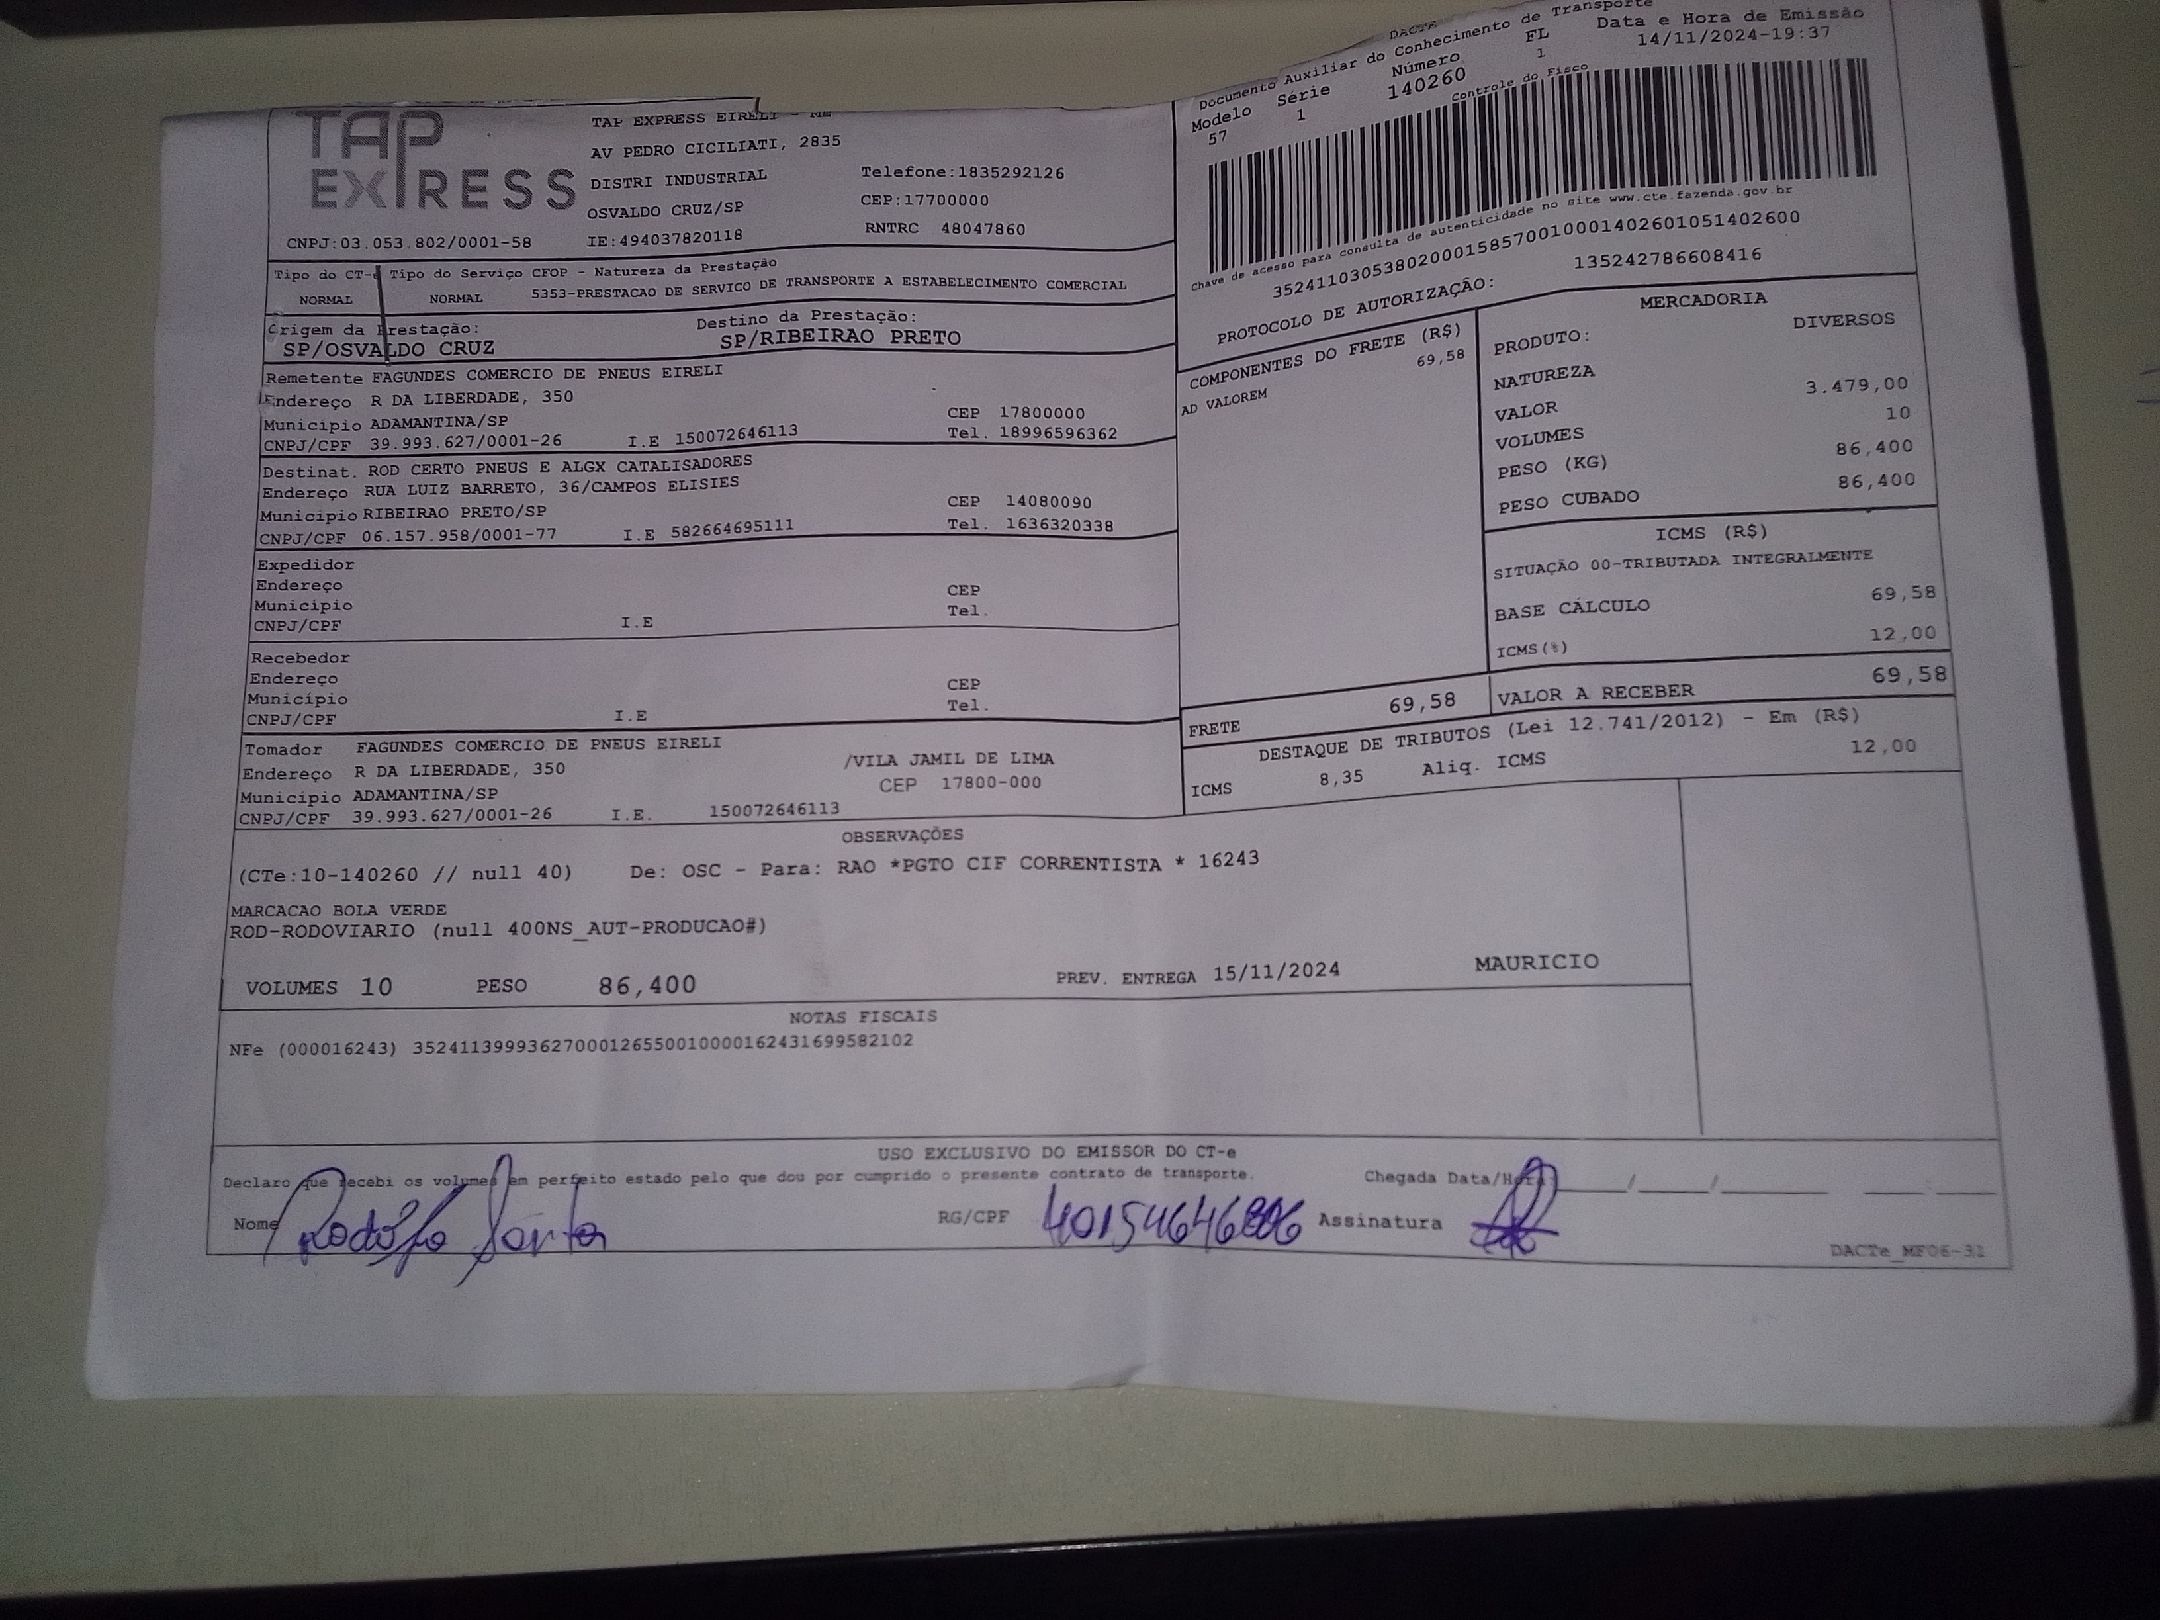 TAP
EXPRESS
CNPJ:03.053.802/0001-58
TAP EXPRESS EIRELI - ME
AV PEDRO CICILIATI, 2835
DISTRI INDUSTRIAL
Telefone:1835292126
OSVALDO CRUZ/SP
CEP:17700000
IE:494037820118
RNTRC 48047860
DACTE
Documento Auxiliar do Conhecimento de Transporte
Modelo Série Número FL Data e Hora de Emissão
57 1 140260 1 14/11/2024-19:37
Controle do Fisco
Chave de acesso para consulta de autenticidade no site www.cte.fazenda.gov.br
35241103053802000158570010001402601051402600
PROTOCOLO DE AUTORIZAÇÃO: 135242786608416
Tipo do CT-e Tipo do Serviço CFOP - Natureza da Prestação
NORMAL NORMAL 5353-PRESTACAO DE SERVICO DE TRANSPORTE A ESTABELECIMENTO COMERCIAL
Origem da Prestação: Destino da Prestação:
SP/OSVALDO CRUZ SP/RIBEIRAO PRETO
Remetente FAGUNDES COMERCIO DE PNEUS EIRELI
Endereço R DA LIBERDADE, 350
Municipio ADAMANTINA/SP CEP 17800000
CNPJ/CPF 39.993.627/0001-26 I.E 150072646113 Tel. 18996596362
Destinat. ROD CERTO PNEUS E ALGX CATALISADORES
Endereço RUA LUIZ BARRETO, 36/CAMPOS ELISIES
Municipio RIBEIRAO PRETO/SP CEP 14080090
CNPJ/CPF 06.157.958/0001-77 I.E 582664695111 Tel. 1636320338
Expedidor
Endereço
Municipio CEP
CNPJ/CPF I.E Tel.
Recebedor
Endereço
Município CEP
CNPJ/CPF I.E Tel.
Tomador FAGUNDES COMERCIO DE PNEUS EIRELI
Endereço R DA LIBERDADE, 350 /VILA JAMIL DE LIMA
Municipio ADAMANTINA/SP CEP 17800-000
CNPJ/CPF 39.993.627/0001-26 I.E. 150072646113
COMPONENTES DO FRETE (R$)
AD VALOREM 69,58
MERCADORIA
PRODUTO: DIVERSOS
NATUREZA
VALOR 3.479,00
VOLUMES 10
PESO (KG) 86,400
PESO CUBADO 86,400
ICMS (R$)
SITUAÇÃO 00-TRIBUTADA INTEGRALMENTE
BASE CÁLCULO 69,58
ICMS(%) 12,00
FRETE 69,58 VALOR A RECEBER 69,58
DESTAQUE DE TRIBUTOS (Lei 12.741/2012) - Em (R$)
ICMS 8,35 Aliq. ICMS 12,00
OBSERVAÇÕES
(CTe:10-140260 // null 40) De: OSC - Para: RAO *PGTO CIF CORRENTISTA * 16243
MARCACAO BOLA VERDE
ROD-RODOVIARIO (null 400NS_AUT-PRODUCAO#)
VOLUMES 10 PESO 86,400 PREV. ENTREGA 15/11/2024 MAURICIO
NOTAS FISCAIS
NFe (000016243) 35241139993627000126550010000162431699582102
USO EXCLUSIVO DO EMISSOR DO CT-e
Declaro que recebi os volumes em perfeito estado pelo que dou por cumprido o presente contrato de transporte. Chegada Data/Hora
Nome Rodolfo RG/CPF Assinatura
DACTe_MF06-31